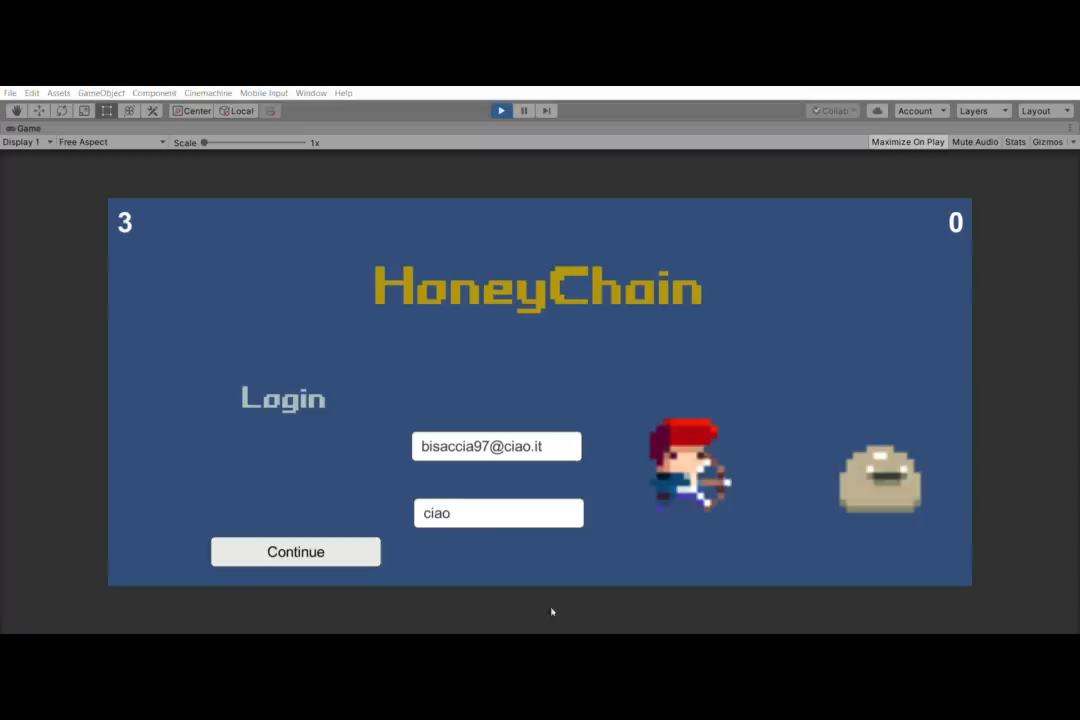 File Edit Assets GameObject Component Cinemachine Mobile Input Window Help
Center Local Collab Account Layers Layout
Game
Display 1 Free Aspect Scale 1x Maximize On Play Mute Audio Stats Gizmos
3 0
HoneyChain
Login
bisaccia97@ciao.it
ciao
Continue